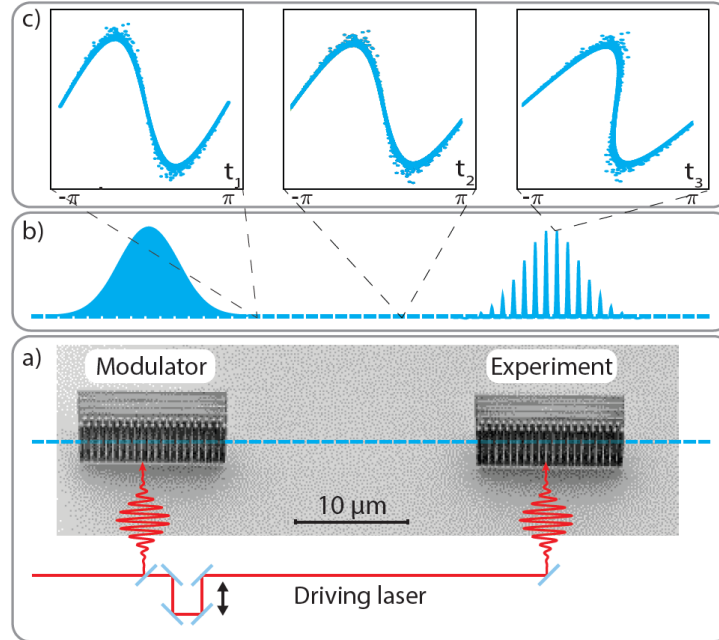 c)
t1 t2 t3
-π π -π π -π π
b)
a)
Modulator Experiment
10 µm
Driving laser